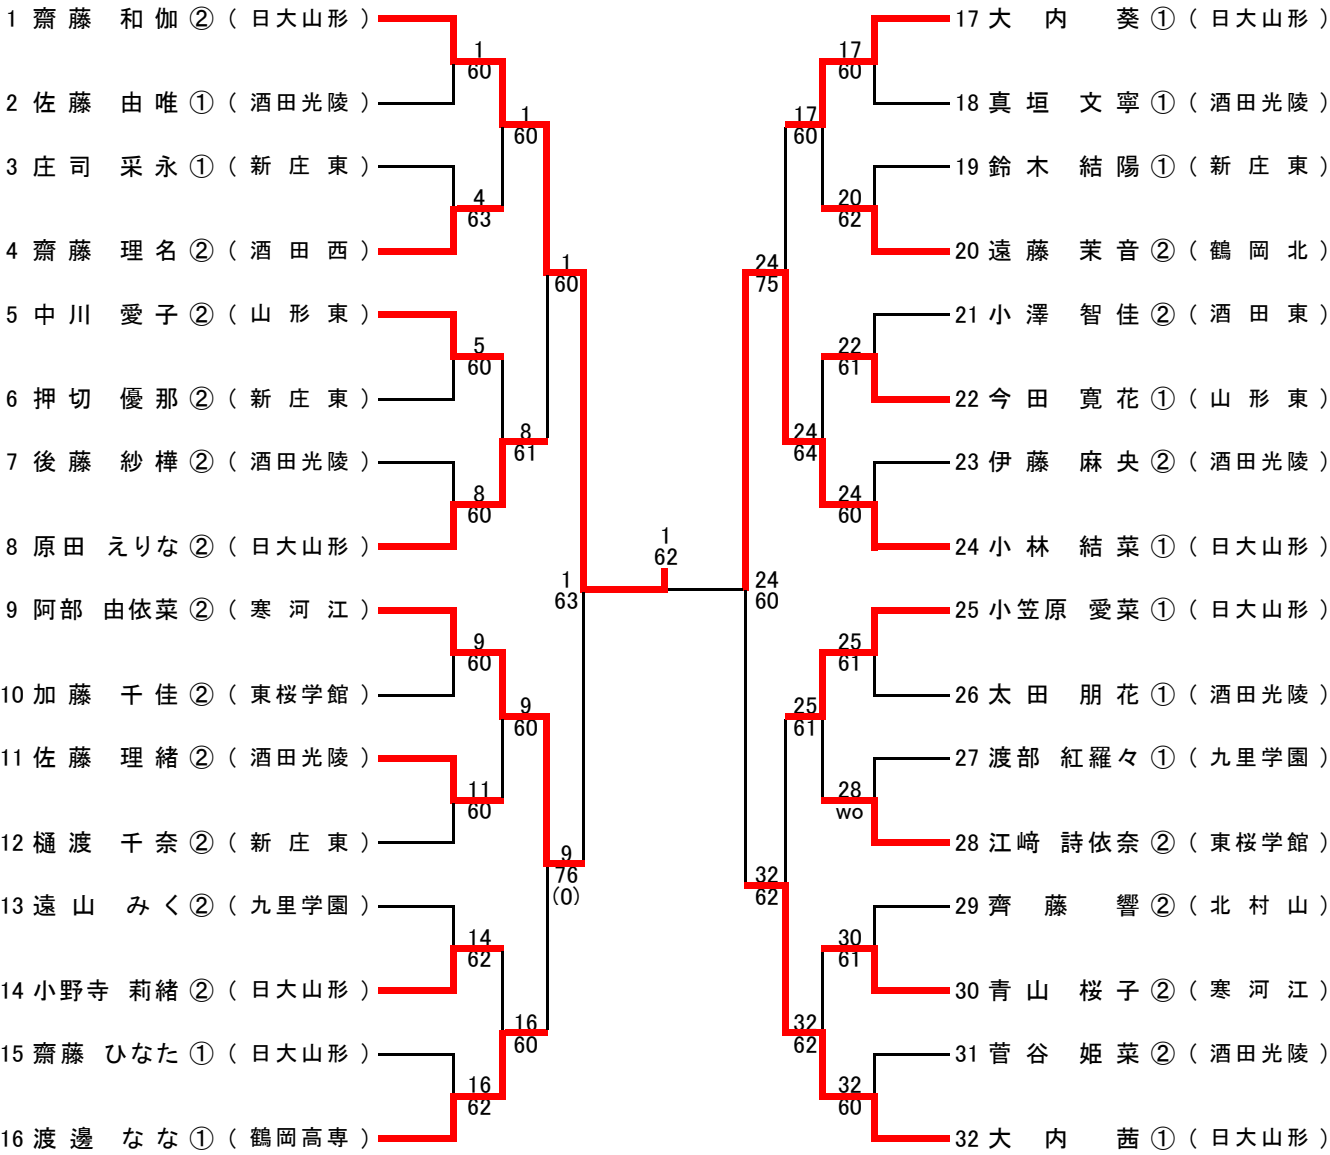 1 齋藤 和伽 ② (日大山形)
2 佐藤 由唯 ① (酒田光陵)
3 庄司 采永 ① (新庄東)
4 齋藤 理名 ② (酒田西)
5 中川 愛子 ② (山形東)
6 押切 優那 ② (新庄東)
7 後藤 紗樺 ② (酒田光陵)
8 原田 えりな ② (日大山形)
9 阿部 由依菜 ② (寒河江)
10 加藤 千佳 ② (東桜学館)
11 佐藤 理緒 ② (酒田光陵)
12 樋渡 千奈 ② (新庄東)
13 遠山 みく ② (九里学園)
14 小野寺 莉緒 ② (日大山形)
15 齋藤 ひなた ① (日大山形)
16 渡邊 なな ① (鶴岡高専)
1
60
4
63
5
60
8
60
9
60
11
60
14
62
16
62
1
60
8
61
9
60
16
60
1
60
9
76
(0)
1
63
1
62
24
60
24
75
32
62
17
60
24
64
25
61
32
62
17
60
20
62
22
61
24
60
25
61
28
wo
30
61
32
60
17 大内 葵 ① (日大山形)
18 真垣 文寧 ① (酒田光陵)
19 鈴木 結陽 ① (新庄東)
20 遠藤 茉音 ② (鶴岡北)
21 小澤 智佳 ② (酒田東)
22 今田 寛花 ① (山形東)
23 伊藤 麻央 ② (酒田光陵)
24 小林 結菜 ① (日大山形)
25 小笠原 愛菜 ① (日大山形)
26 太田 朋花 ① (酒田光陵)
27 渡部 紅羅々 ① (九里学園)
28 江﨑 詩依奈 ② (東桜学館)
29 齊藤 響 ② (北村山)
30 青山 桜子 ② (寒河江)
31 菅谷 姫菜 ② (酒田光陵)
32 大内 茜 ① (日大山形)